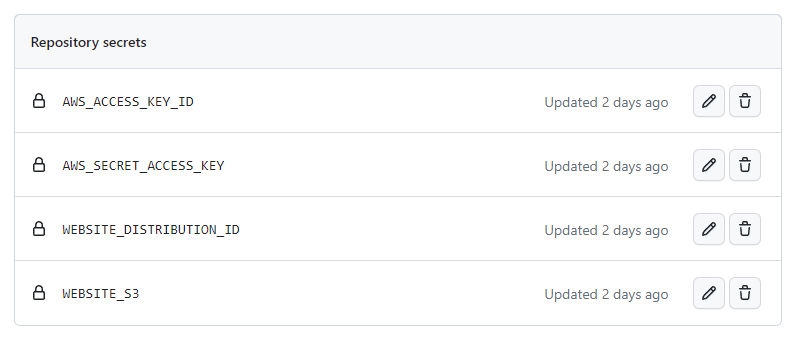 Repository secrets
AWS_ACCESS_KEY_ID Updated 2 days ago
AWS_SECRET_ACCESS_KEY Updated 2 days ago
WEBSITE_DISTRIBUTION_ID Updated 2 days ago
WEBSITE_S3 Updated 2 days ago